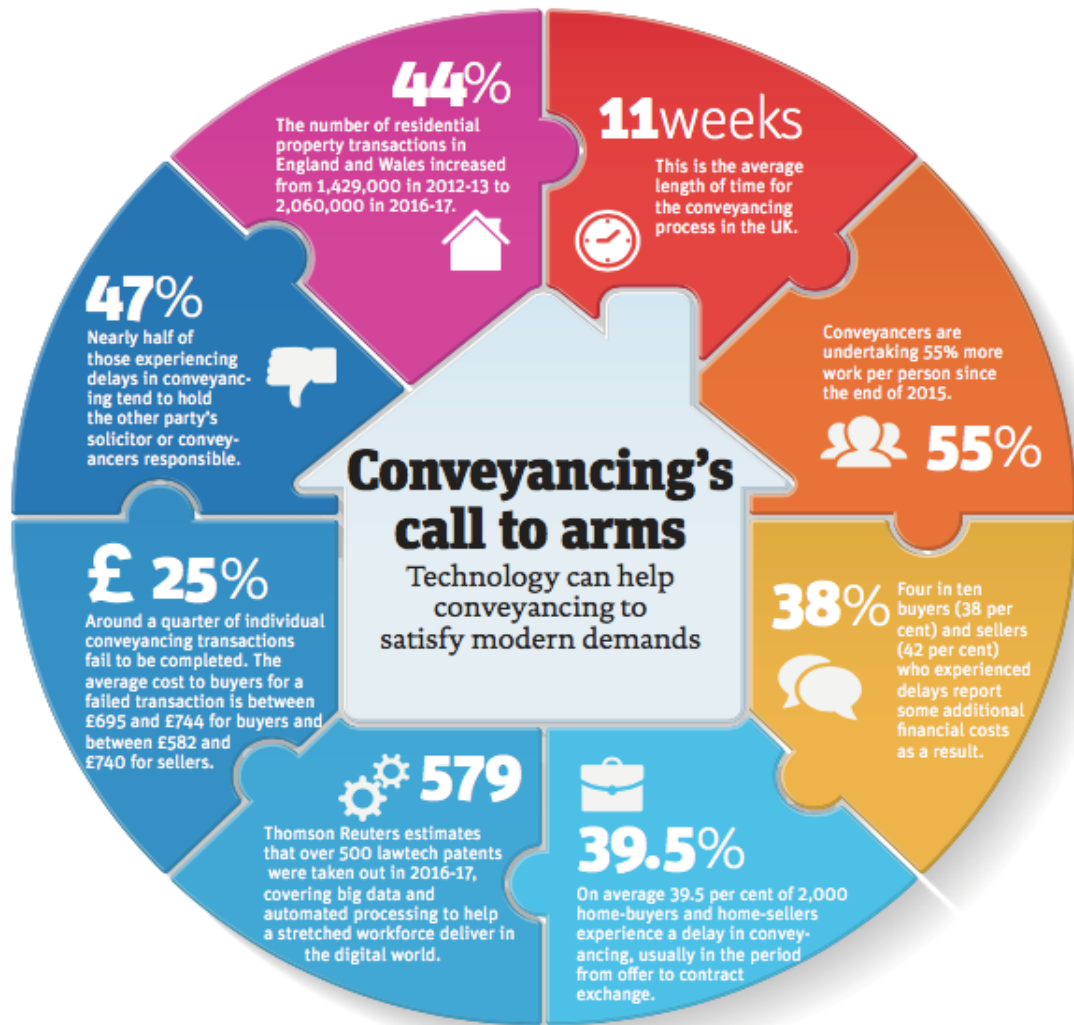 44%
The number of residential
property transactions in
England and Wales increased
from 1,429,000 in 2012-13 to
2,060,000 in 2016-17.
11weeks
This is the average
length of time for
the conveyancing
process in the UK.
Conveyancers are
undertaking 55% more
work per person since
the end of 2015.
55%
38%
Four in ten
buyers (38 per
cent) and sellers
(42 per cent)
who experienced
delays report
some additional
financial costs
as a result.
39.5%
On average 39.5 per cent of 2,000
home-buyers and home-sellers
experience a delay in convey-
ancing, usually in the period
from offer to contract
exchange.
579
Thomson Reuters estimates
that over 500 lawtech patents
were taken out in 2016-17,
covering big data and
automated processing to help
a stretched workforce deliver in
the digital world.
£ 25%
Around a quarter of individual
conveyancing transactions
fail to be completed. The
average cost to buyers for a
failed transaction is between
£695 and £744 for buyers and
between £582 and
£740 for sellers.
47%
Nearly half of
those experiencing
delays in conveyanc-
ing tend to hold
the other party's
solicitor or convey-
ancers responsible.
Conveyancing's
call to arms
Technology can help
conveyancing to
satisfy modern demands